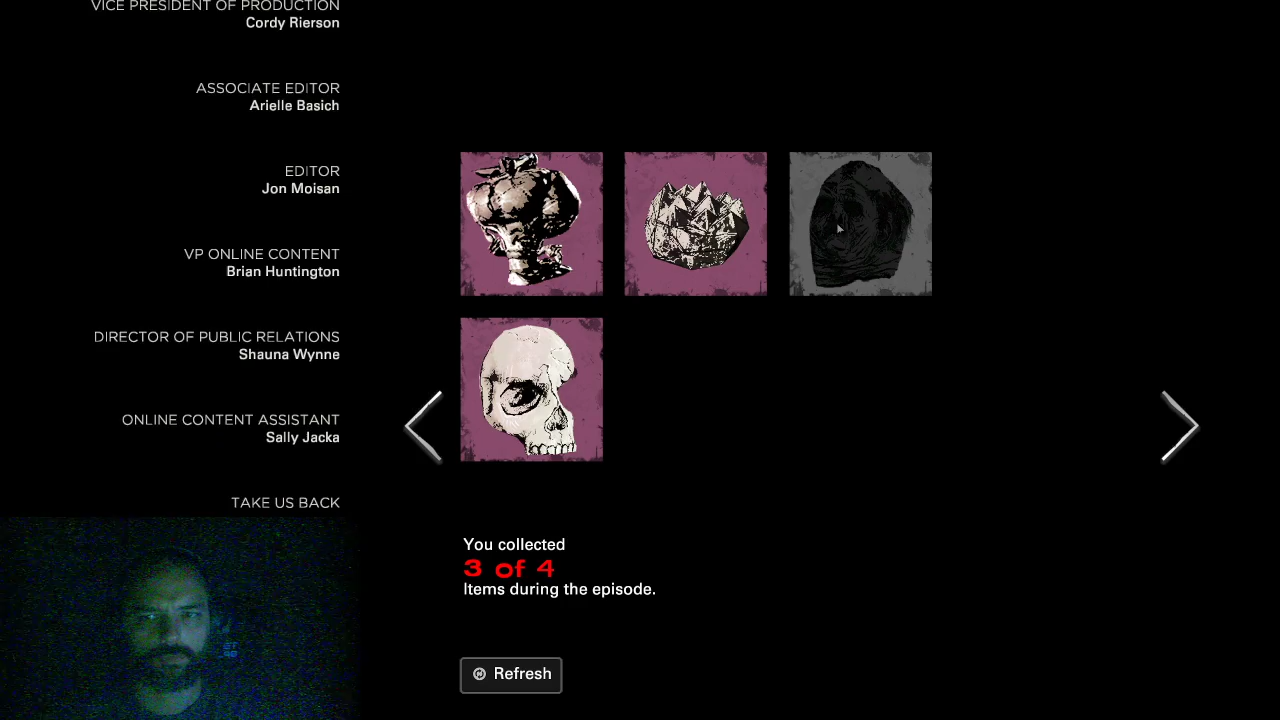 VICE PRESIDENT OF PRODUCTION
Cordy Rierson
ASSOCIATE EDITOR
Arielle Basich
EDITOR
Jon Moisan
VP ONLINE CONTENT
Brian Huntington
DIRECTOR OF PUBLIC RELATIONS
Shauna Wynne
ONLINE CONTENT ASSISTANT
Sally Jacka
TAKE US BACK
You collected
3 of 4
Items during the episode.
Refresh